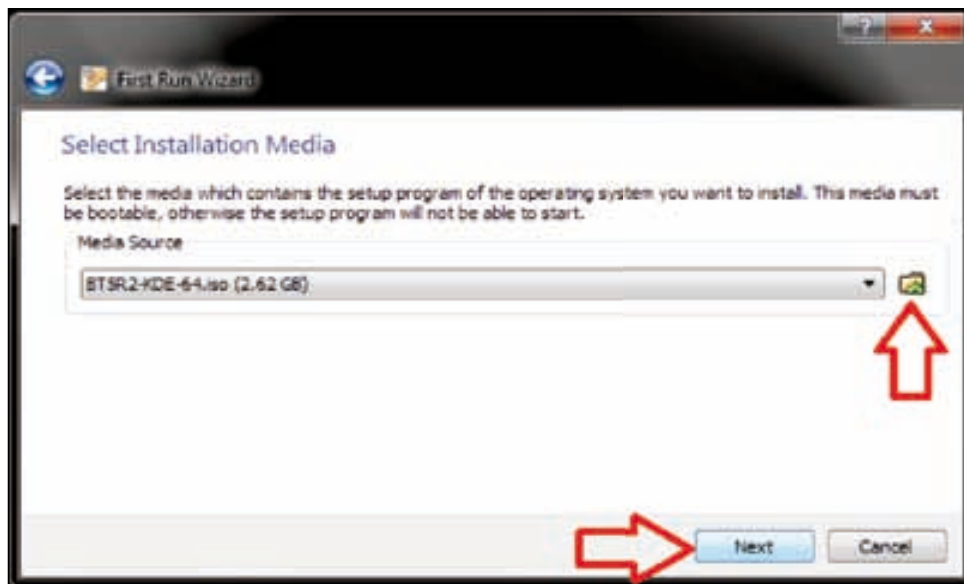 First Run Wizard
Select Installation Media
Select the media which contains the setup program of the operating system you want to install. This media must
be bootable, otherwise the setup program will not be able to start.
Media Source
BT5R2-KDE-64.iso (2.62 GB)
Next
Cancel